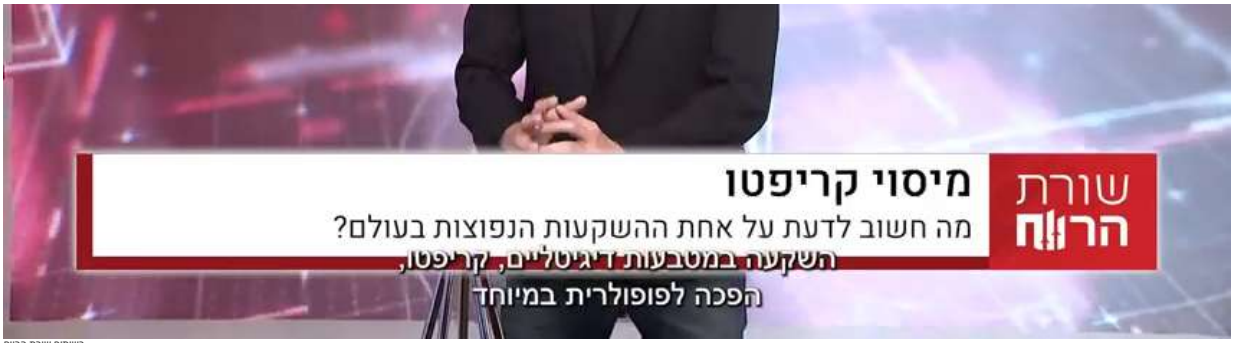 שורת
הרווח
מיסוי קריפטו
מה חשוב לדעת על אחת ההשקעות הנפוצות בעולם?
השקעה במטבעות דיגיטליים, קריפטו,
הפכה לפופולרית במיוחד